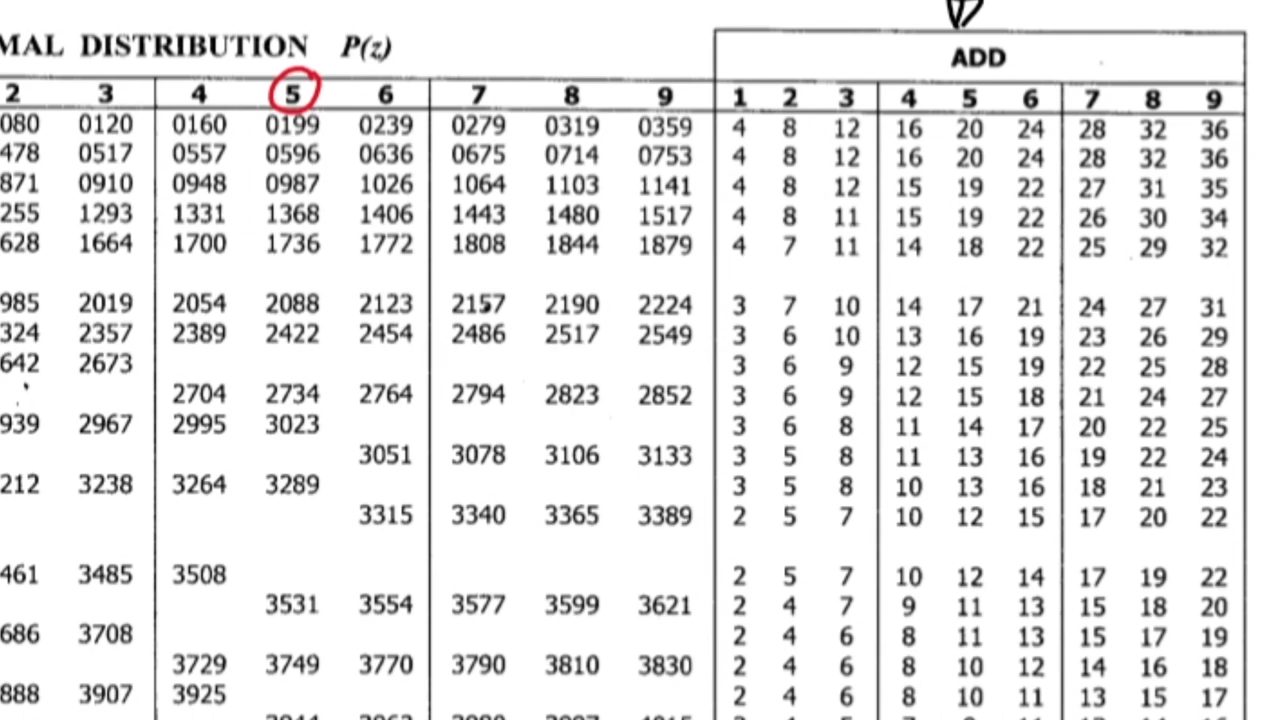 MAL DISTRIBUTION P(z)
ADD
2 3 4 5 6 7 8 9 1 2 3 4 5 6 7 8 9
080 0120 0160 0199 0239 0279 0319 0359 4 8 12 16 20 24 28 32 36
478 0517 0557 0596 0636 0675 0714 0753 4 8 12 16 20 24 28 32 36
871 0910 0948 0987 1026 1064 1103 1141 4 8 12 15 19 22 27 31 35
255 1293 1331 1368 1406 1443 1480 1517 4 8 11 15 19 22 26 30 34
628 1664 1700 1736 1772 1808 1844 1879 4 7 11 14 18 22 25 29 32
985 2019 2054 2088 2123 2157 2190 2224 3 7 10 14 17 21 24 27 31
324 2357 2389 2422 2454 2486 2517 2549 3 6 10 13 16 19 23 26 29
642 2673 3 6 9 12 15 19 22 25 28
2704 2734 2764 2794 2823 2852 3 6 9 12 15 18 21 24 27
939 2967 2995 3023 3 6 8 11 14 17 20 22 25
3051 3078 3106 3133 3 5 8 11 13 16 19 22 24
212 3238 3264 3289 3 5 8 10 13 16 18 21 23
3315 3340 3365 3389 2 5 7 10 12 15 17 20 22
461 3485 3508 2 5 7 10 12 14 17 19 22
3531 3554 3577 3599 3621 2 4 7 9 11 13 15 18 20
686 3708 2 4 6 8 11 13 15 17 19
3729 3749 3770 3790 3810 3830 2 4 6 8 10 12 14 16 18
888 3907 3925 2 4 6 8 10 11 13 15 17